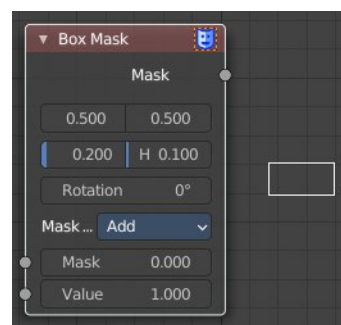 Box Mask
Mask
0.500 0.500
0.200 H 0.100
Rotation 0°
Mask ... Add
Mask 0.000
Value 1.000